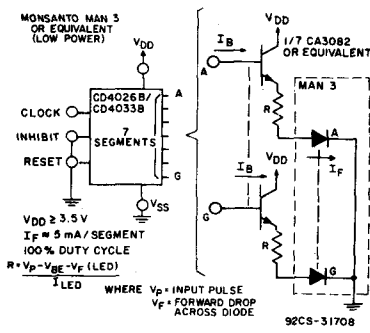 MONSANTO MAN 3
OR EQUIVALENT
(LOW POWER)
VDD
CD4026B/
CD4033B
7
SEGMENTS
A
G
CLOCK
INHIBIT
RESET
VSS
VDD ≥ 3.5 V
IF ≈ 5 mA/SEGMENT
100% DUTY CYCLE
R = VP-VBE-VF (LED)
ILED
VDD
IB
1/7 CA3082
OR EQUIVALENT
A
R
MAN 3
A
IF
IB
VDD
G
R
G
WHERE VP = INPUT PULSE
VF = FORWARD DROP
ACROSS DIODE
92CS-31708